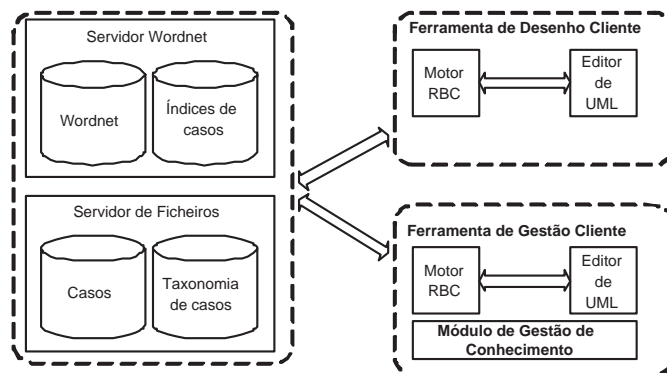 Servidor Wordnet
Wordnet
Índices de
casos
Servidor de Ficheiros
Casos
Taxonomia
de casos
Ferramenta de Desenho Cliente
Motor
RBC
Editor
de
UML
Ferramenta de Gestão Cliente
Motor
RBC
Editor
de
UML
Módulo de Gestão de
Conhecimento